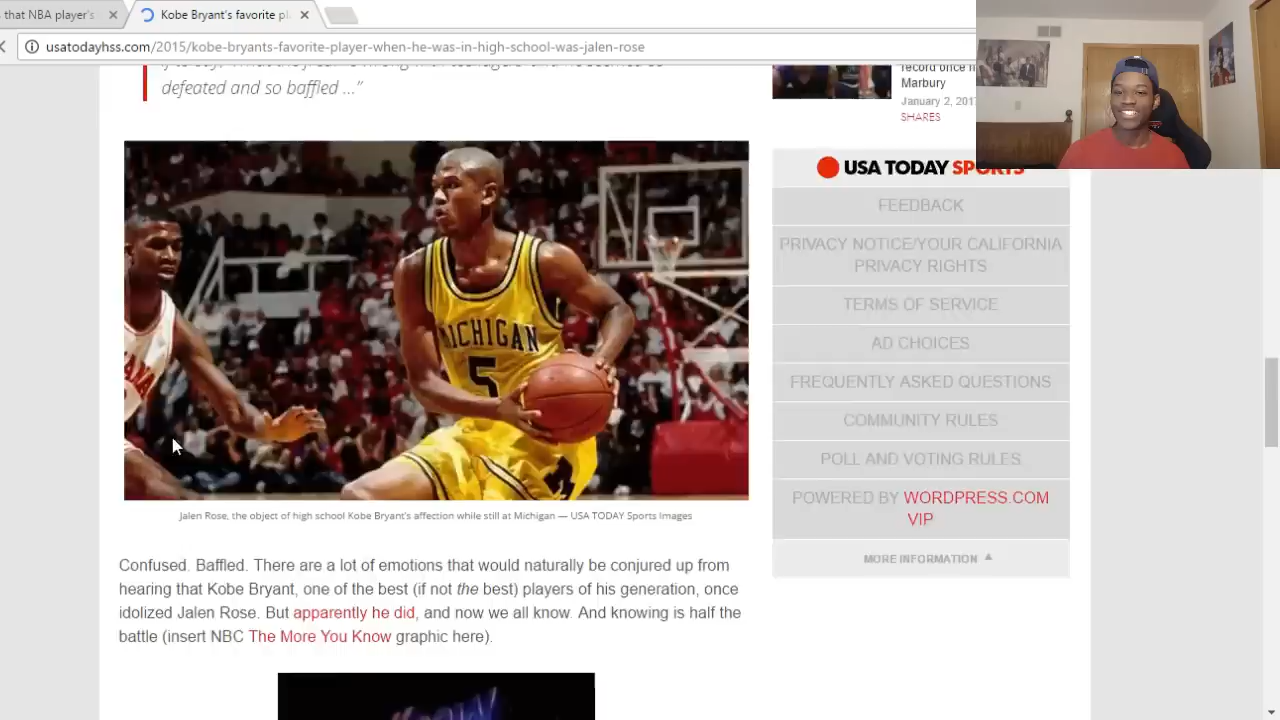 s that NBA player's
Kobe Bryant's favorite pl
usatodayhss.com/2015/kobe-bryants-favorite-player-when-he-was-in-high-school-was-jalen-rose
defeated and so baffled …”
Marbury
January 2, 201
SHARES
USA TODAY SPORTS
FEEDBACK
PRIVACY NOTICE/YOUR CALIFORNIA
PRIVACY RIGHTS
TERMS OF SERVICE
AD CHOICES
FREQUENTLY ASKED QUESTIONS
COMMUNITY RULES
POLL AND VOTING RULES
POWERED BY WORDPRESS.COM
VIP
MORE INFORMATION
MICHIGAN
5
Jalen Rose, the object of high school Kobe Bryant's affection while still at Michigan — USA TODAY Sports Images
Confused. Baffled. There are a lot of emotions that would naturally be conjured up from
hearing that Kobe Bryant, one of the best (if not the best) players of his generation, once
idolized Jalen Rose. But apparently he did, and now we all know. And knowing is half the
battle (insert NBC The More You Know graphic here).